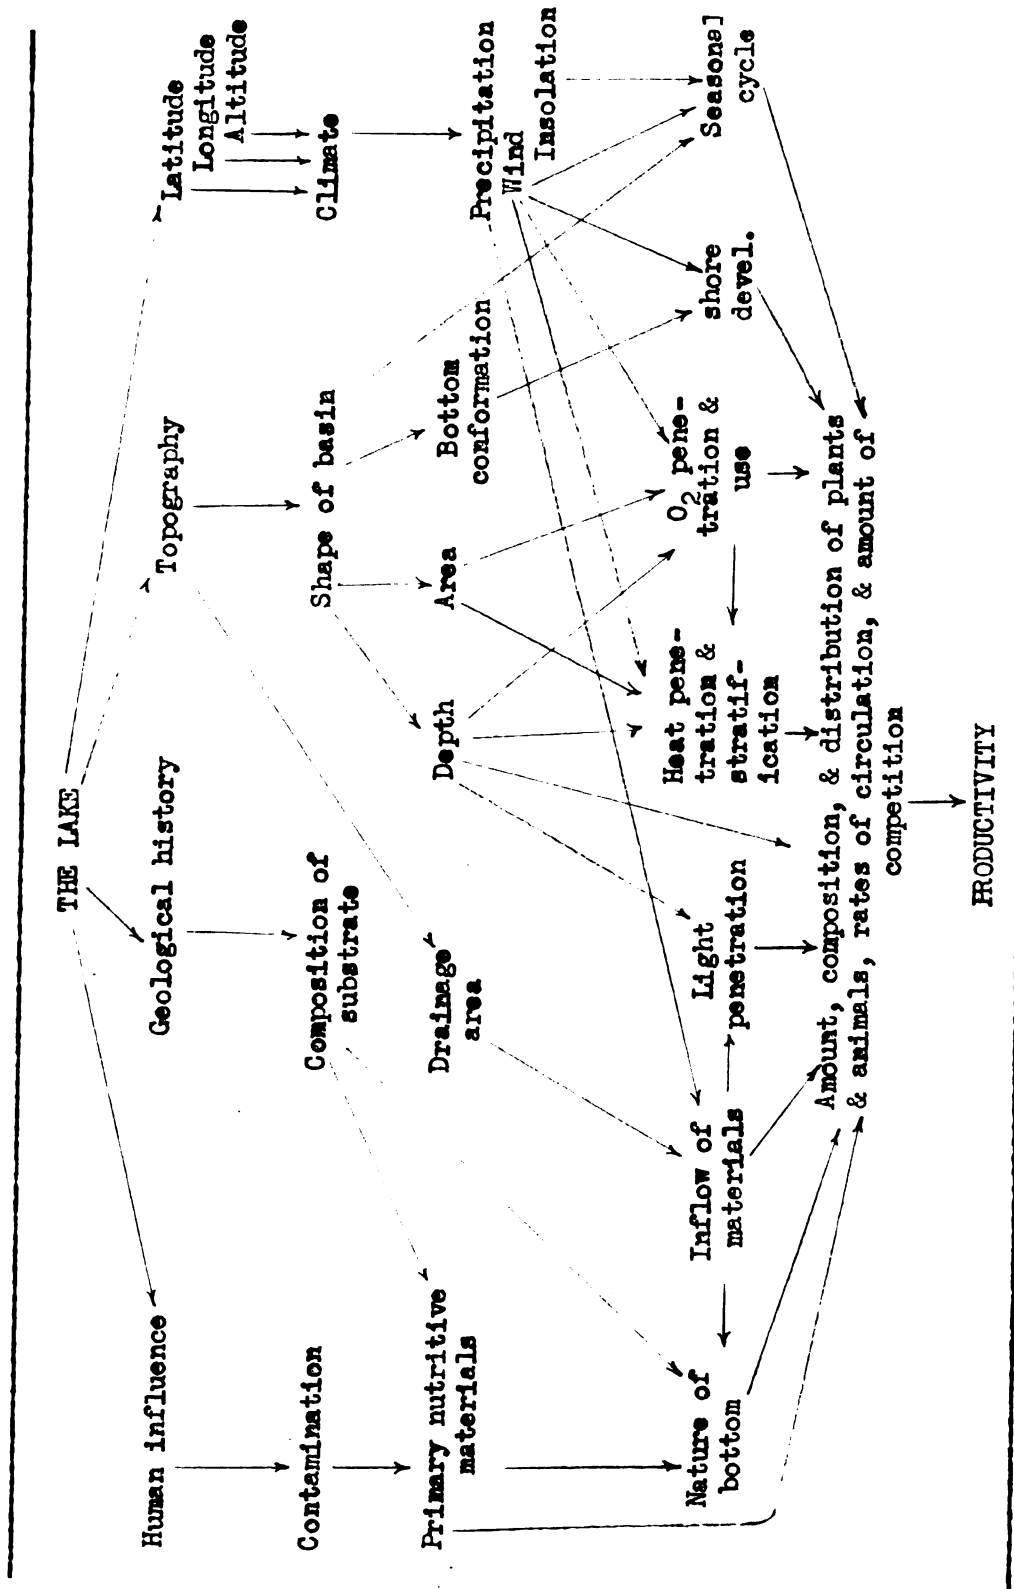 THE LAKE
Human influence
Geological history
Topography
Latitude
Longitude
Altitude
Contamination
Composition of
substrate
Shape of basin
Climate
Primary nutritive
materials
Drainage
area
Depth
Area
Bottom
conformation
Precipitation
Wind
Insolation
Nature of
bottom
Inflow of
materials
Light
penetration
Heat pene-
tration &
stratif-
ication
O2 pene-
tration &
use
shore
devel.
Seasonal
cycle
Amount, composition, & distribution of plants
& animals, rates of circulation, & amount of
competition
PRODUCTIVITY